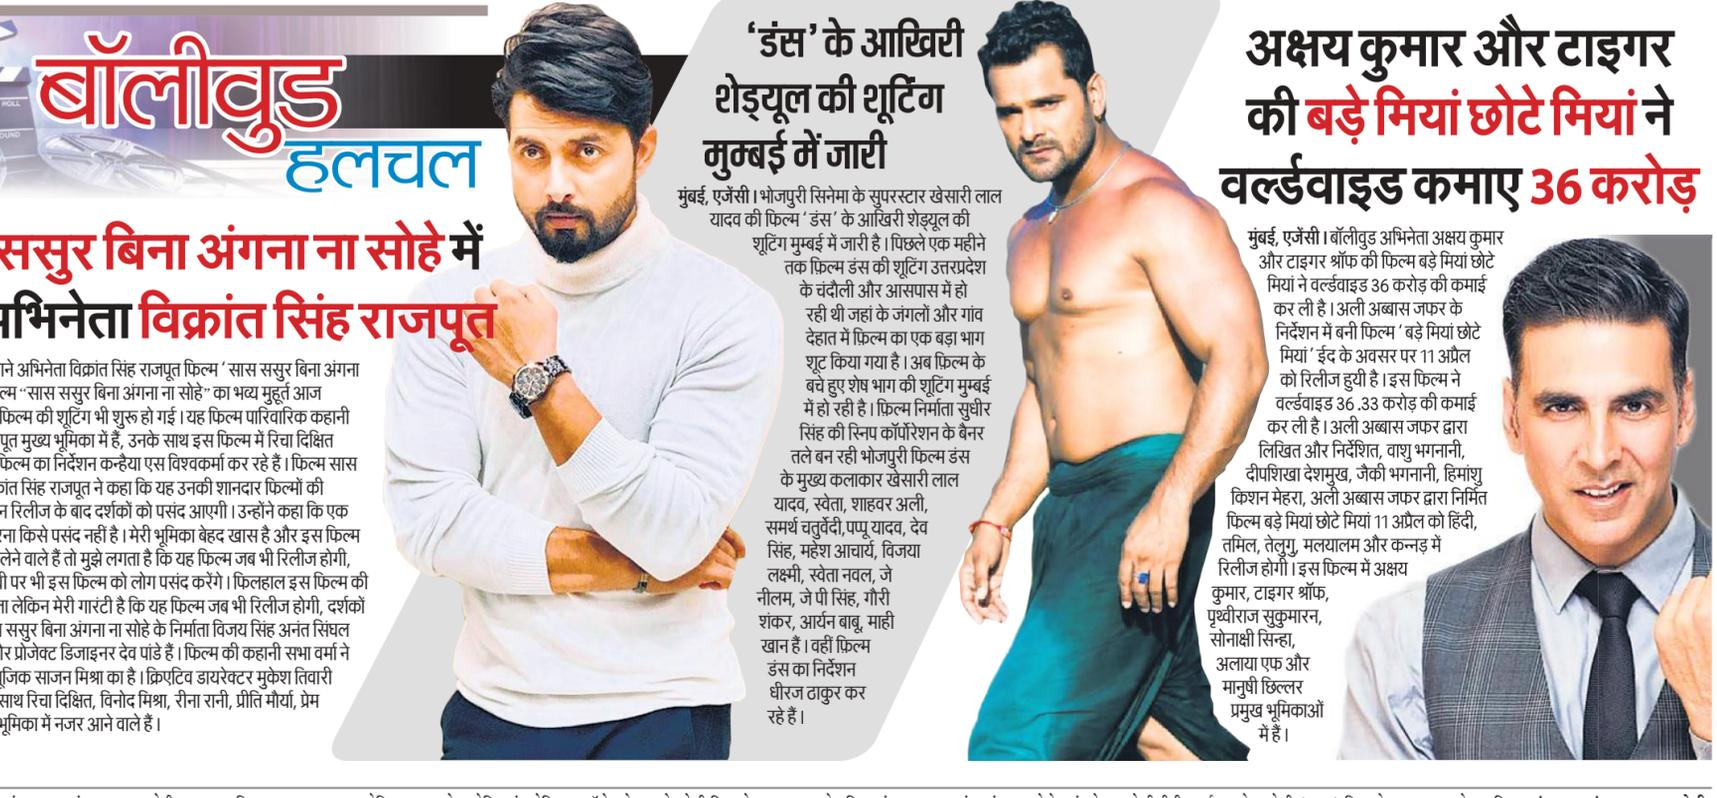 बॉलीवुड
हलचल
ROLL
OUND
ससुर बिना अंगना ना सोहे में
अभिनेता विक्रांत सिंह राजपूत
ने अभिनेता विक्रांत सिंह राजपूत फिल्म ‘ सास ससुर बिना अंगना
“सास ससुर बिना अंगना ना सोहे” का भव्य मुहूर्त आज
फिल्म की शूटिंग भी शुरू हो गई । यह फिल्म पारिवारिक कहानी
मुख्य भूमिका में हैं, उनके साथ इस फिल्म में रिचा दिक्षित
फिल्म का निर्देशन कन्हैया एस विश्वकर्मा कर रहे हैं । फिल्म सास
सिंह राजपूत ने कहा कि यह उनकी शानदार फिल्मों की
रिलीज के बाद दर्शकों को पसंद आएगी । उन्होंने कहा कि एक
किसे पसंद नहीं है । मेरी भूमिका बेहद खास है और इस फिल्म
लेने वाले हैं तो मुझे लगता है कि यह फिल्म जब भी रिलीज होगी,
पर भी इस फिल्म को लोग पसंद करेंगे । फिलहाल इस फिल्म की
लेकिन मेरी गारंटी है कि यह फिल्म जब भी रिलीज होगी, दर्शकों
ससुर बिना अंगना ना सोहे के निर्माता विजय सिंह अनंत सिंघल
प्रोजेक्ट डिजाइनर देव पांडे हैं । फिल्म की कहानी सभा वर्मा ने
साजन मिश्रा का है । क्रिएटिव डायरेक्टर मुकेश तिवारी
साथ रिचा दिक्षित, विनोद मिश्रा, रीना रानी, प्रीति मौर्या, प्रेम
भूमिका में नजर आने वाले हैं ।
‘डंस’ के आखिरी
शेड्यूल की शूटिंग
मुम्बई में जारी
मुंबई, एजेंसी । भोजपुरी सिनेमा के सुपरस्टार खेसारी लाल
यादव की फिल्म ‘ डंस ’ के आखिरी शेड्यूल की
शूटिंग मुम्बई में जारी है । पिछले एक महीने
तक फ़िल्म डंस की शूटिंग उत्तरप्रदेश
के चंदौली और आसपास में हो
रही थी जहां के जंगलों और गांव
देहात में फ़िल्म का एक बड़ा भाग
शूट किया गया है । अब फ़िल्म के
बचे हुए शेष भाग की शूटिंग मुम्बई
में हो रही है । फ़िल्म निर्माता सुधीर
सिंह की स्निप कॉर्पोरेशन के बैनर
तले बन रही भोजपुरी फिल्म डंस
के मुख्य कलाकार खेसारी लाल
यादव, स्वेता, शाहवर अली,
समर्थ चतुर्वेदी,पप्पू यादव, देव
सिंह, महेश आचार्य, विजया
लक्ष्मी, स्वेता नवल, जे
नीलम, जे पी सिंह, गौरी
शंकर, आर्यन बाबू, माही
खान हैं । वहीं फ़िल्म
डंस का निर्देशन
धीरज ठाकुर कर
रहे हैं ।
अक्षय कुमार और टाइगर
की बड़े मियां छोटे मियां ने
वर्ल्डवाइड कमाए 36 करोड़
मुंबई, एजेंसी । बॉलीवुड अभिनेता अक्षय कुमार
और टाइगर श्रॉफ की फिल्म बड़े मियां छोटे
मियां ने वर्ल्डवाइड 36 करोड़ की कमाई
कर ली है । अली अब्बास जफर के
निर्देशन में बनी फिल्म ‘ बड़े मियां छोटे
मियां ’ ईद के अवसर पर 11 अप्रैल
को रिलीज हुयी है । इस फिल्म ने
वर्ल्डवाइड 36 .33 करोड़ की कमाई
कर ली है । अली अब्बास जफर द्वारा
लिखित और निर्देशित, वाशु भगनानी,
दीपशिखा देशमुख, जैकी भगनानी, हिमांशु
किशन मेहरा, अली अब्बास जफर द्वारा निर्मित
फिल्म बड़े मियां छोटे मियां 11 अप्रैल को हिंदी,
तमिल, तेलुगु, मलयालम और कन्नड़ में
रिलीज होगी । इस फिल्म में अक्षय
कुमार, टाइगर श्रॉफ,
पृथ्वीराज सुकुमारन,
सोनाक्षी सिन्हा,
अलाया एफ और
मानुषी छिल्लर
प्रमुख भूमिकाओं
में हैं ।